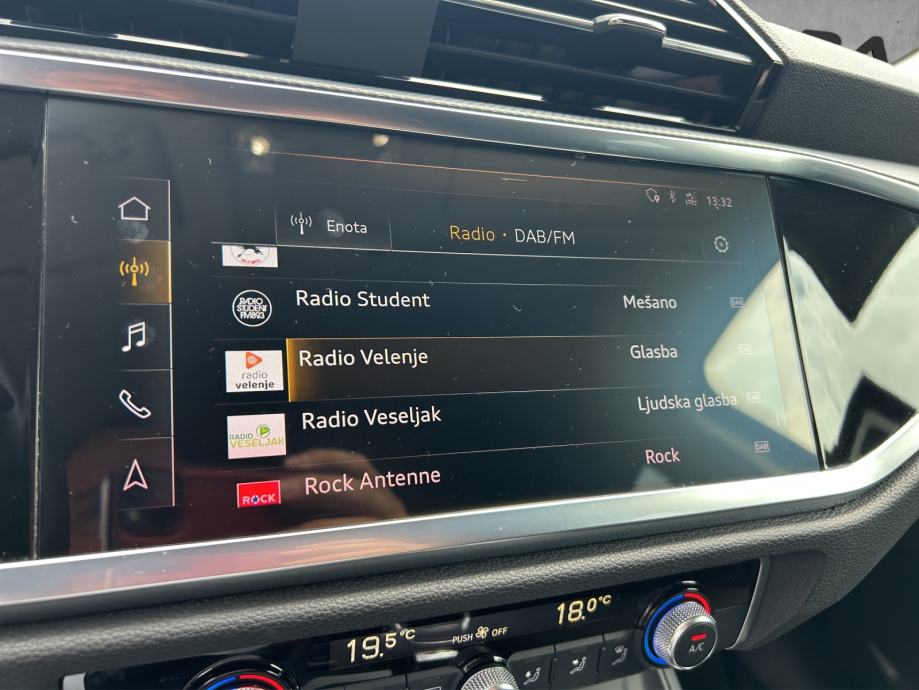 13:32
Enota
Radio • DAB/FM
RADIO
STUDENT
FM89.3
Radio Student
Mešano
DAB
radio
velenje
Radio Velenje
Glasba
RADIO
VESELJAK
Radio Veseljak
Ljudska glasba
ROCK
Rock Antenne
Rock
DAB
19.5°C
PUSH OFF
18.0°C
A/C